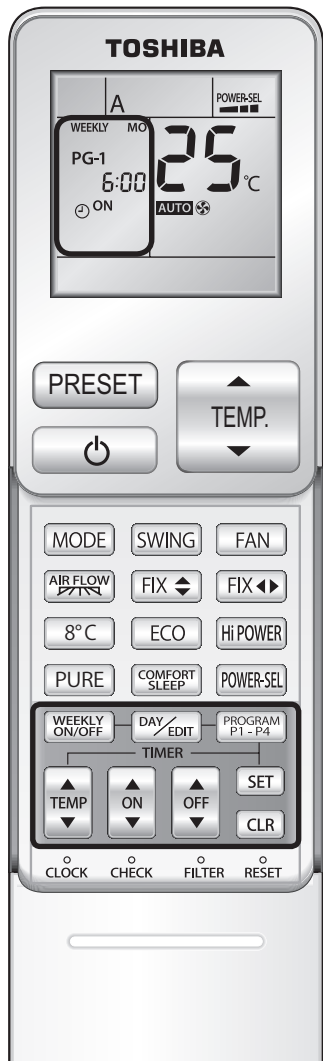 TOSHIBA
A POWER-SEL
WEEKLY MO
PG-1
6:00
ON
25 °C
AUTO
PRESET
TEMP.
MODE SWING FAN
AIR FLOW FIX FIX
8°C ECO Hi POWER
PURE COMFORT SLEEP POWER-SEL
WEEKLY ON/OFF DAY/EDIT PROGRAM P1 - P4
TIMER
TEMP ON OFF SET
CLR
CLOCK CHECK FILTER RESET